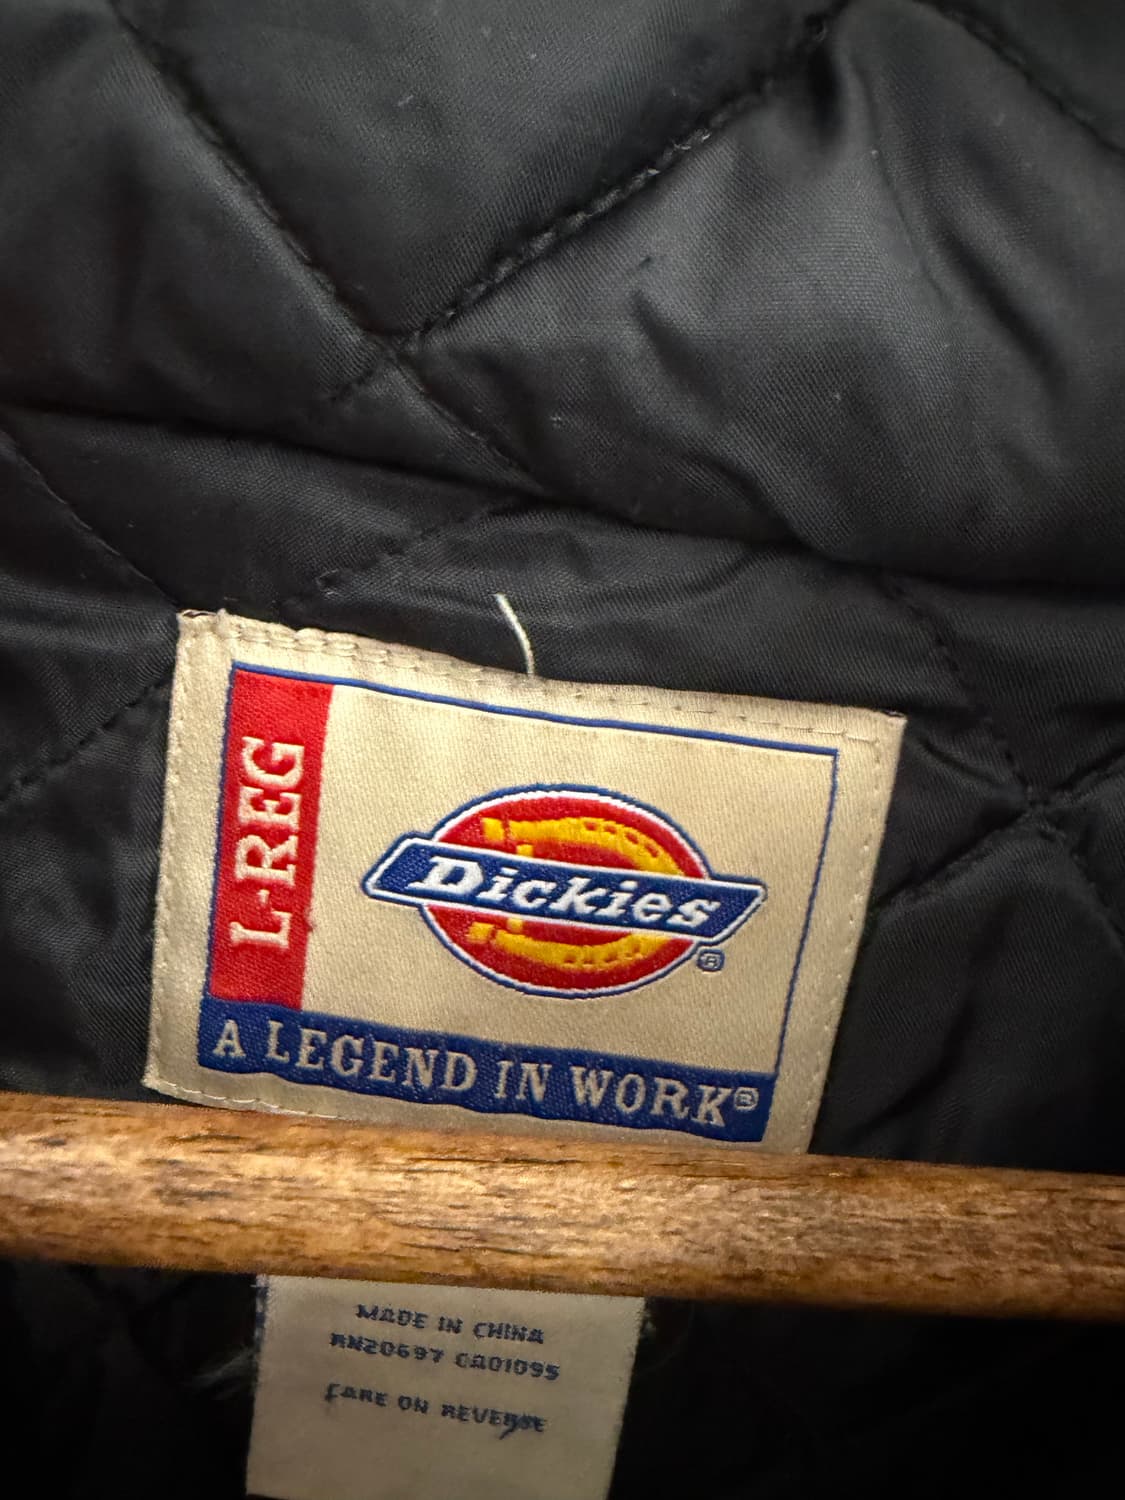 L-REG
Dickies®
A LEGEND IN WORK®
MADE IN CHINA
RN20697 CA01095
CARE ON REVERSE